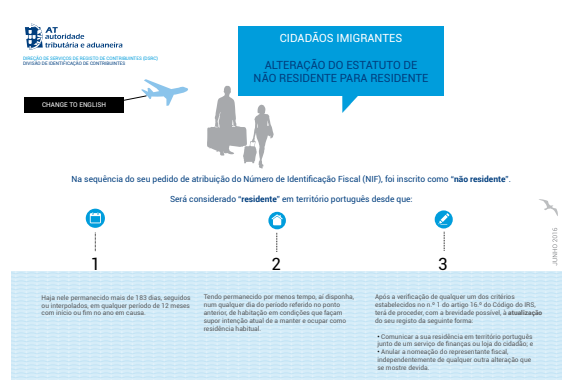 AT
autoridade
tributária e aduaneira
DIREÇÃO DE SERVIÇOS DE REGISTO DE CONTRIBUINTES (DSRC)
DIVISÃO DE IDENTIFICAÇÃO DE CONTRIBUINTES
CIDADÃOS IMIGRANTES
ALTERAÇÃO DO ESTATUTO DE
NÃO RESIDENTE PARA RESIDENTE
CHANGE TO ENGLISH
Na sequência do seu pedido de atribuição do Número de Identificação Fiscal (NIF), foi inscrito como “não residente”.
Será considerado “residente” em território português desde que:
JUNHO 2016
1
Haja nele permanecido mais de 183 dias, seguidos
ou interpolados, em qualquer período de 12 meses
com início ou fim no ano em causa.
2
Tendo permanecido por menos tempo, aí disponha,
num qualquer dia do período referido no ponto
anterior, de habitação em condições que façam
supor intenção atual de a manter e ocupar como
residência habitual.
3
Após a verificação de qualquer um dos critérios
estabelecidos no n.º 1 do artigo 16.º do Código do IRS,
terá de proceder, com a brevidade possível, à atualização
do seu registo da seguinte forma:
• Comunicar a sua residência em território português
junto de um serviço de finanças ou loja do cidadão; e
• Anular a nomeação do representante fiscal,
independentemente de qualquer outra alteração que
se mostre devida.